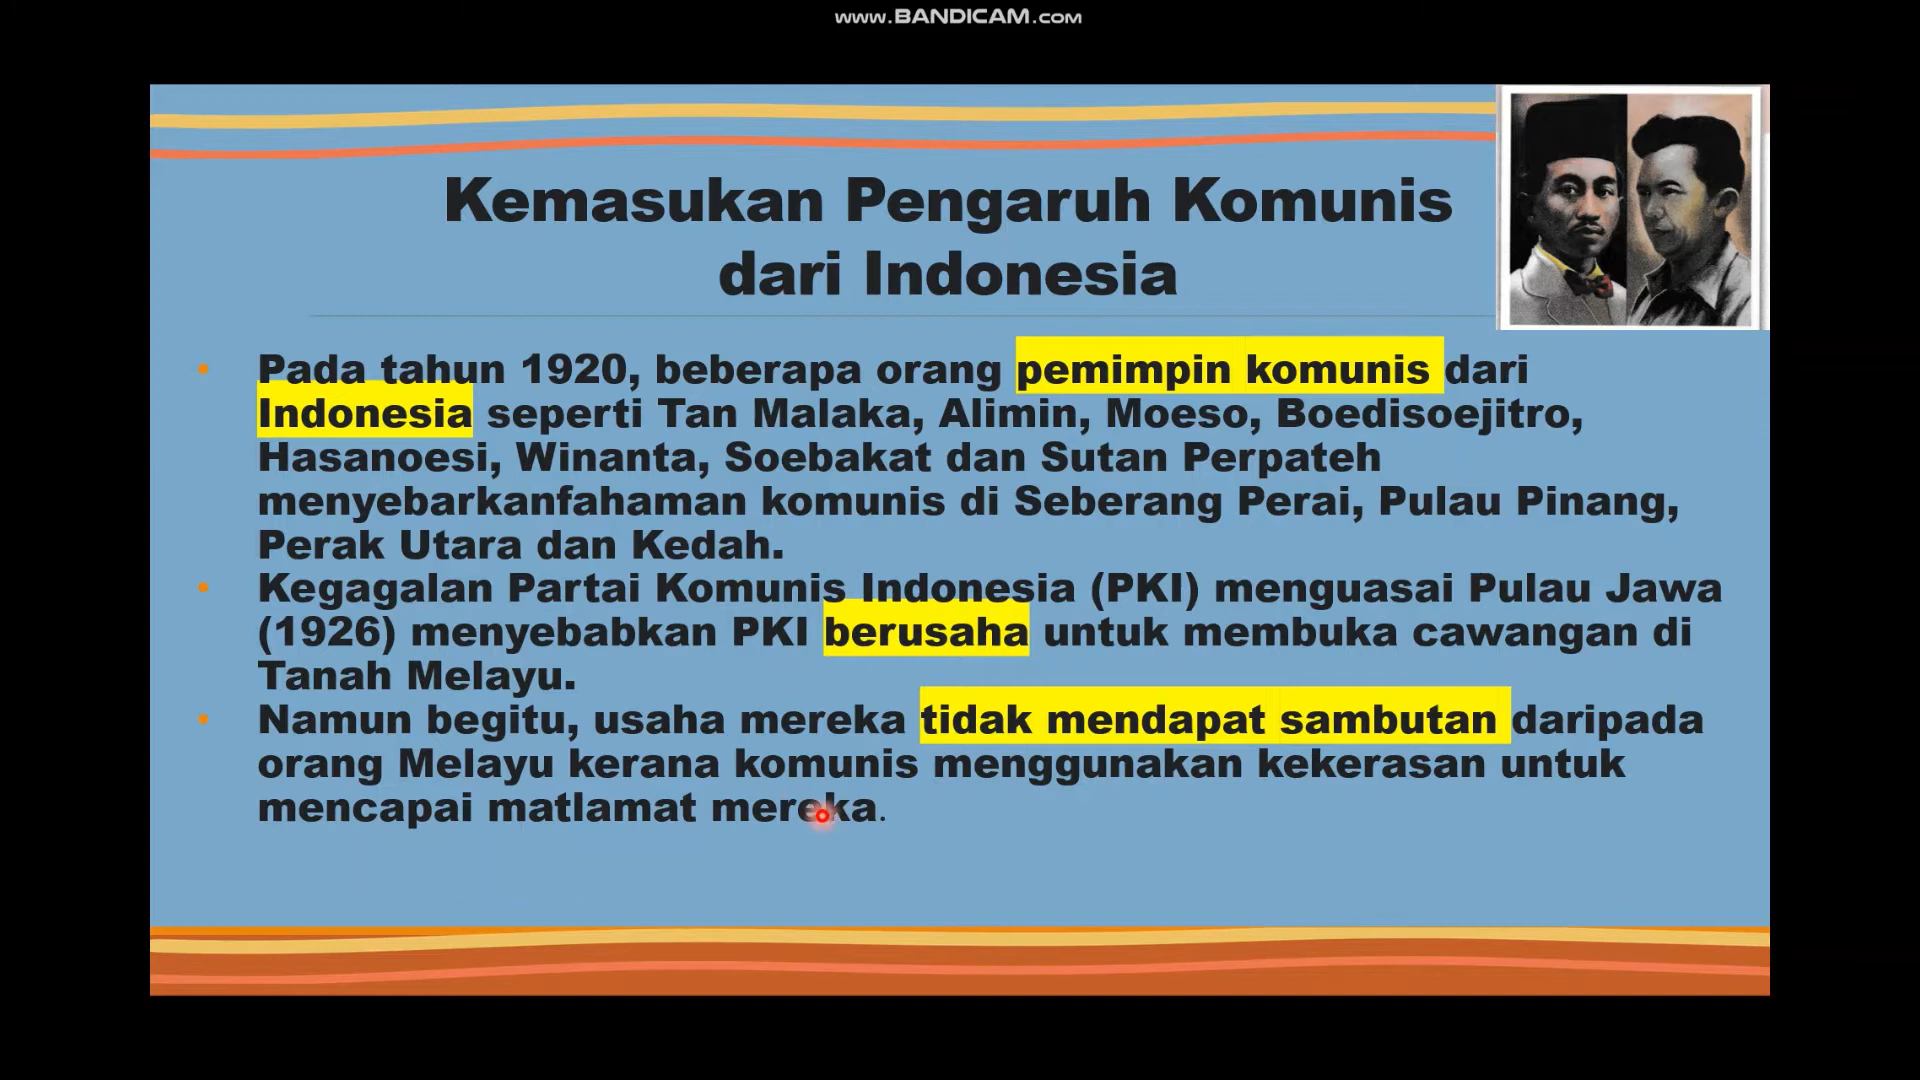 www.BANDICAM.com
Kemasukan Pengaruh Komunis
dari Indonesia
• Pada tahun 1920, beberapa orang pemimpin komunis dari
Indonesia seperti Tan Malaka, Alimin, Moeso, Boedisoejitro,
Hasanoesi, Winanta, Soebakat dan Sutan Perpateh
menyebarkanfahaman komunis di Seberang Perai, Pulau Pinang,
Perak Utara dan Kedah.
• Kegagalan Partai Komunis Indonesia (PKI) menguasai Pulau Jawa
(1926) menyebabkan PKI berusaha untuk membuka cawangan di
Tanah Melayu.
• Namun begitu, usaha mereka tidak mendapat sambutan daripada
orang Melayu kerana komunis menggunakan kekerasan untuk
mencapai matlamat mereka.